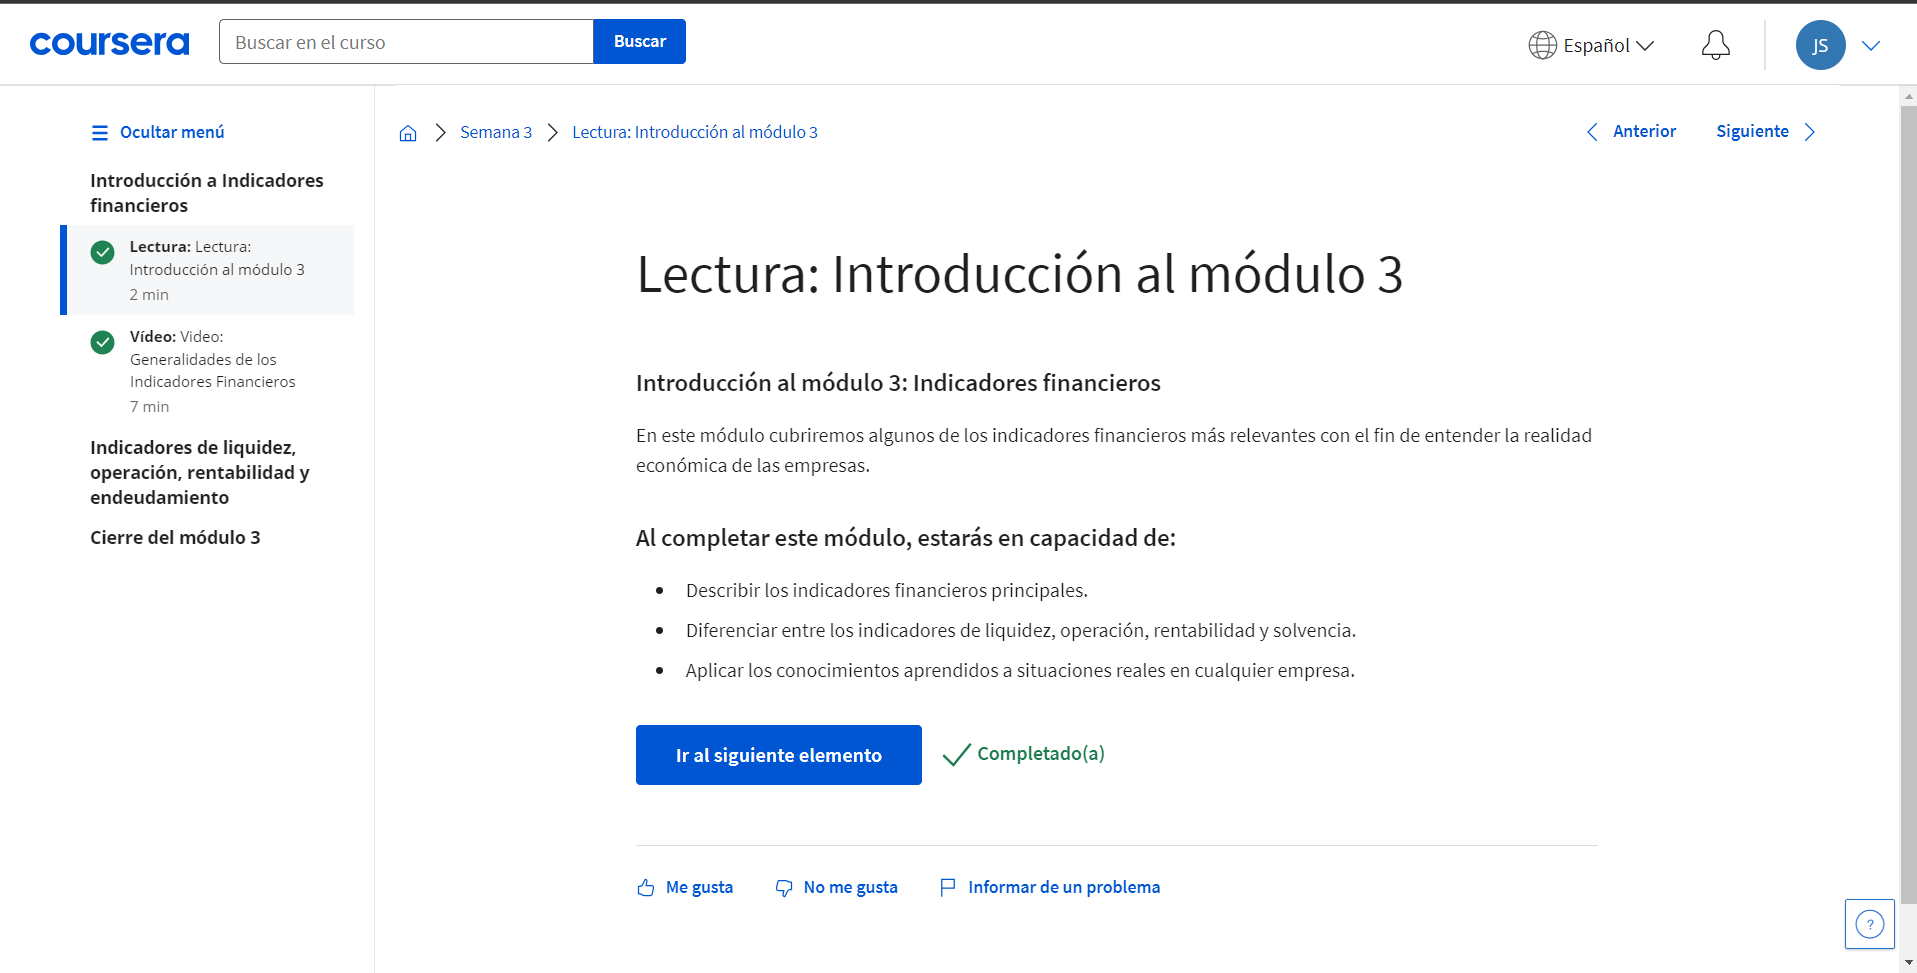 coursera
Buscar en el curso
Buscar
Español
JS
Ocultar menú
Introducción a Indicadores
financieros
Lectura: Lectura:
Introducción al módulo 3
2 min
Vídeo: Video:
Generalidades de los
Indicadores Financieros
7 min
Indicadores de liquidez,
operación, rentabilidad y
endeudamiento
Cierre del módulo 3
Semana 3
Lectura: Introducción al módulo 3
Anterior
Siguiente
Lectura: Introducción al módulo 3
Introducción al módulo 3: Indicadores financieros
En este módulo cubriremos algunos de los indicadores financieros más relevantes con el fin de entender la realidad
económica de las empresas.
Al completar este módulo, estarás en capacidad de:
Describir los indicadores financieros principales.
Diferenciar entre los indicadores de liquidez, operación, rentabilidad y solvencia.
Aplicar los conocimientos aprendidos a situaciones reales en cualquier empresa.
Ir al siguiente elemento
Completado(a)
Me gusta
No me gusta
Informar de un problema
?